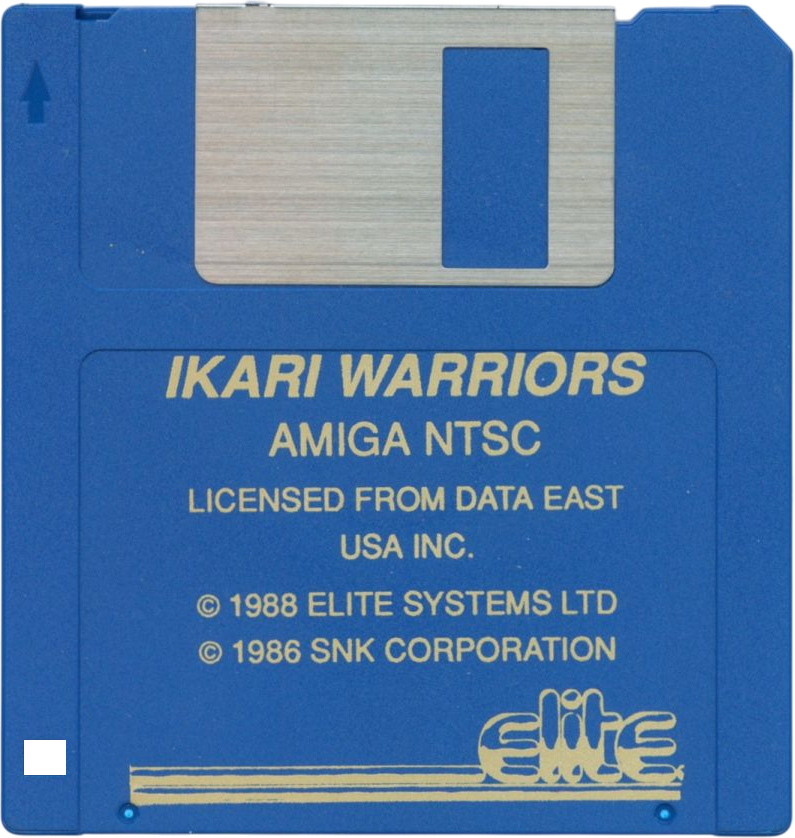 IKARI WARRIORS
AMIGA NTSC
LICENSED FROM DATA EAST
USA INC.
© 1988 ELITE SYSTEMS LTD
© 1986 SNK CORPORATION
elite